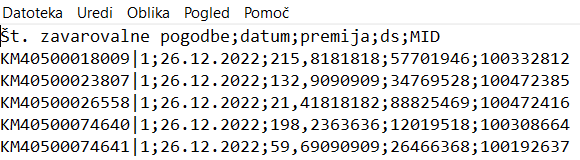 Datoteka Uredi Oblika Pogled Pomoč
Št. zavarovalne pogodbe;datum;premija;ds;MID
KM40500018009|1;26.12.2022;215,8181818;57701946;100332812
KM40500023807|1;26.12.2022;132,9090909;34769528;100472385
KM40500026558|1;26.12.2022;21,41818182;88825469;100472416
KM40500074640|1;26.12.2022;198,2363636;12019518;100308664
KM40500074641|1;26.12.2022;59,69090909;26466368;100192637